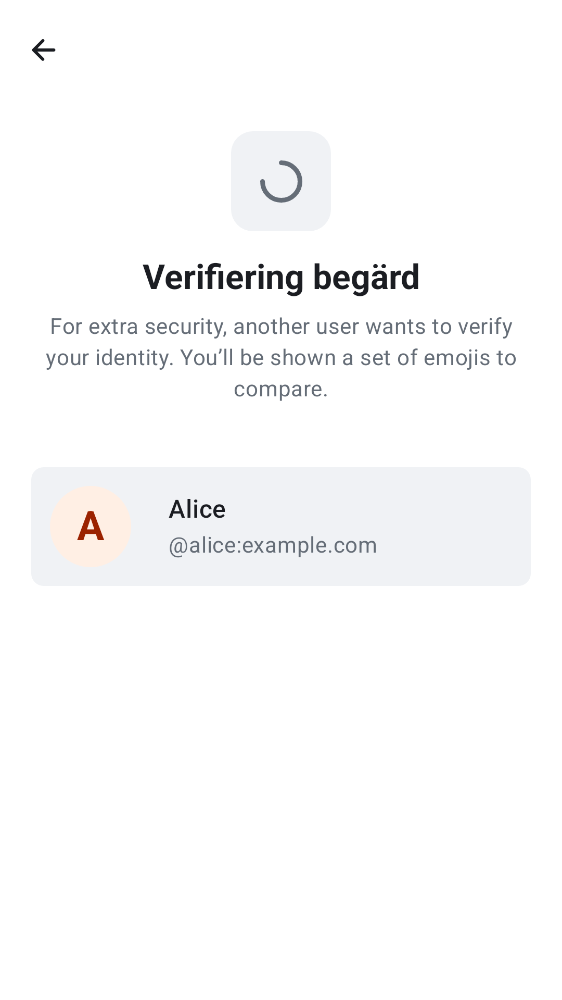 Verifiering begärd
For extra security, another user wants to verify
your identity. You’ll be shown a set of emojis to
compare.
A
Alice
@alice:example.com